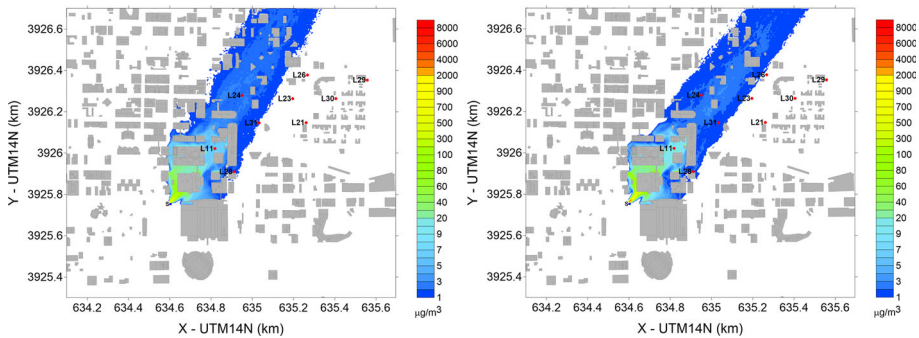 3926.6
3926.4
3926.2
3926
3925.8
3925.6
3925.4
Y - UTM14N (km)
634.2
634.4
634.6
634.8
635
635.2
635.4
635.6
X - UTM14N (km)
L26
L29
L24
L23
L30
L31
L21
L11
L38
S
8000
6000
4000
2000
900
700
500
300
100
80
60
40
20
9
7
5
3
1
µg/m3
3926.6
3926.4
3926.2
3926
3925.8
3925.6
3925.4
Y - UTM14N (km)
634.2
634.4
634.6
634.8
635
635.2
635.4
635.6
X - UTM14N (km)
L26
L29
L24
L23
L30
L31
L21
L11
L38
S
8000
6000
4000
2000
900
700
500
300
100
80
60
40
20
9
7
5
3
1
µg/m3